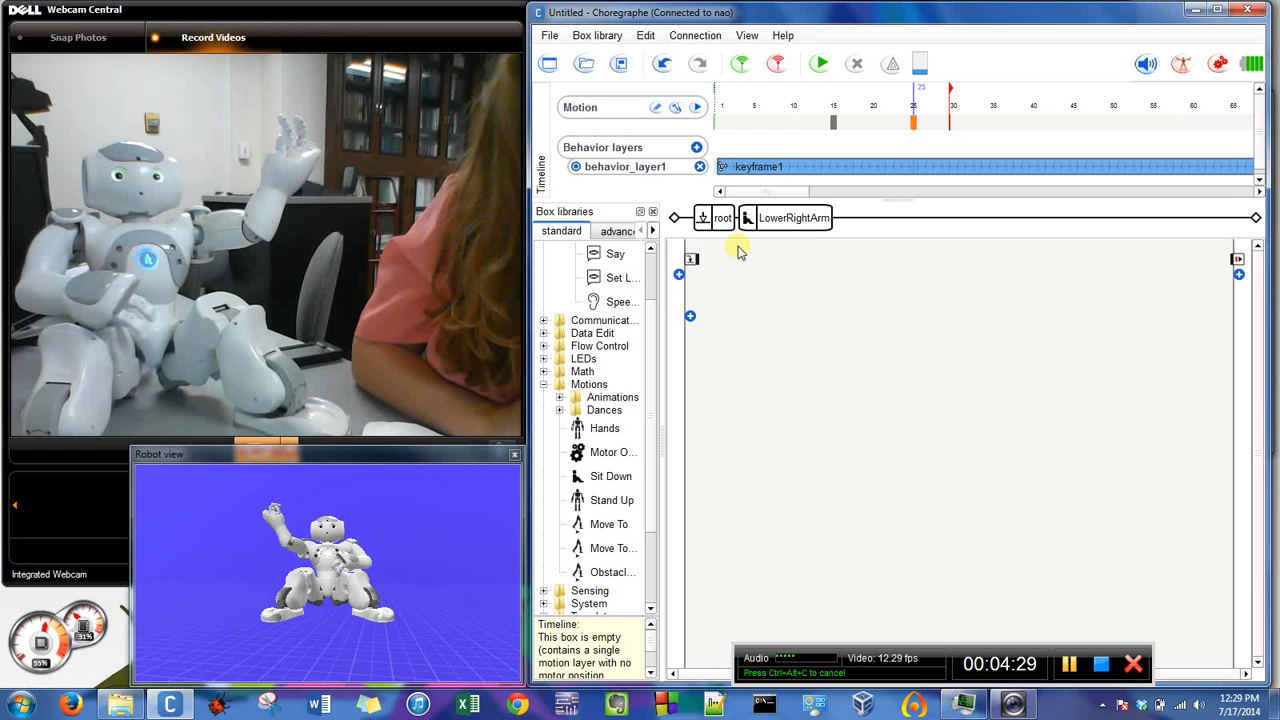 DELL Webcam Central
Snap Photos
Record Videos
Integrated Webcam
Robot view
55%
31%
C Untitled - Choregraphe (Connected to nao)
File Box library Edit Connection View Help
Motion
25
1 5 10 15 20 25 30 35 40 45 50 55 60 65
Behavior layers
behavior_layer1
keyframe1
Timeline
Box libraries
root
LowerRightArm
standard
advanc
Say
Set L...
Spee...
Communicat...
Data Edit
Flow Control
LEDs
Math
Motions
Animations
Dances
Hands
Motor O...
Sit Down
Stand Up
Move To
Move To...
Obstacl...
Sensing
System
Timeline:
This box is empty
(contains a single
motion layer with no
motor position
Audio
Video: 12.29 fps
Press Ctrl+Alt+C to cancel
00:04:29
12:29 PM
7/17/2014